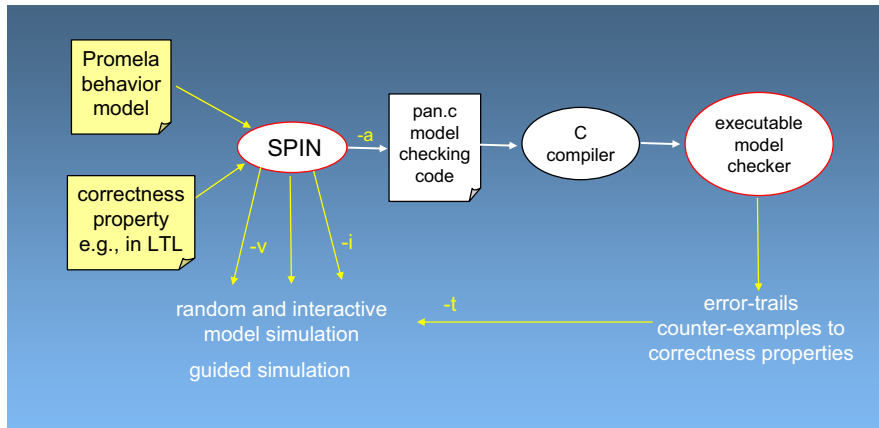 Promela
behavior
model
correctness
property
e.g., in LTL
SPIN
-a
pan.c
model
checking
code
C
compiler
executable
model
checker
-v
-i
random and interactive
model simulation
guided simulation
-t
error-trails
counter-examples to
correctness properties